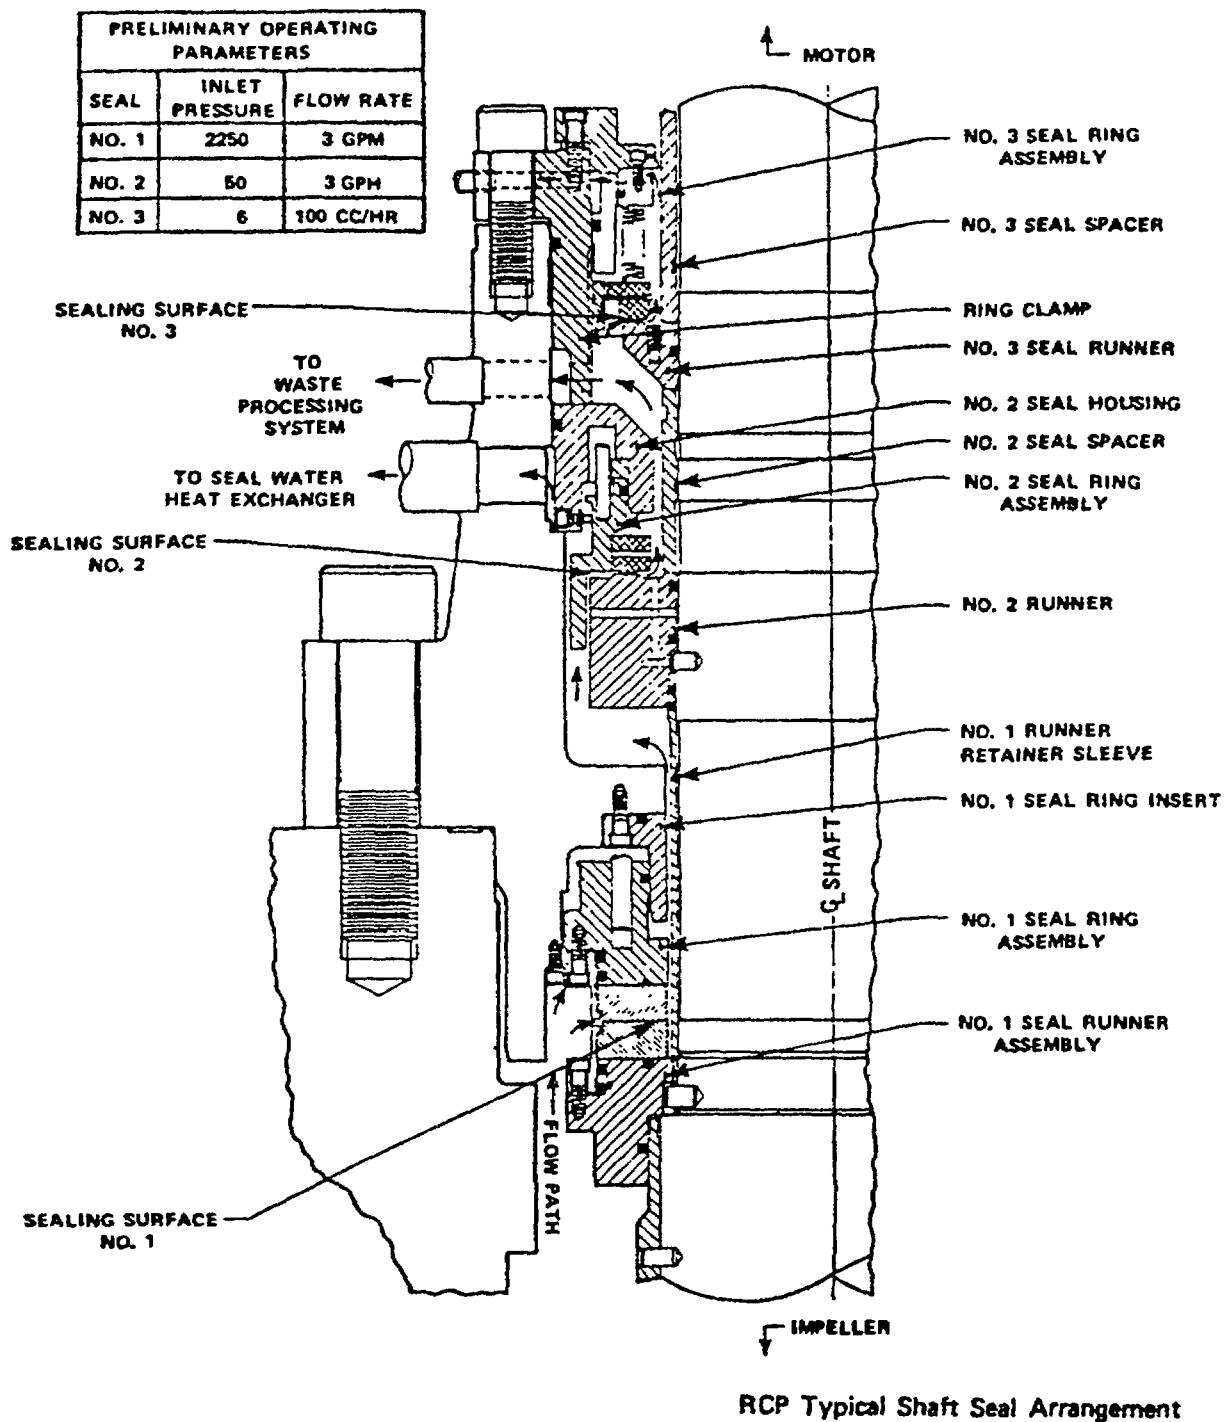 PRELIMINARY OPERATING
PARAMETERS
SEAL INLET PRESSURE FLOW RATE
NO. 1 2250 3 GPM
NO. 2 50 3 GPH
NO. 3 6 100 CC/HR
MOTOR
NO. 3 SEAL RING
ASSEMBLY
NO. 3 SEAL SPACER
RING CLAMP
NO. 3 SEAL RUNNER
NO. 2 SEAL HOUSING
NO. 2 SEAL SPACER
NO. 2 SEAL RING
ASSEMBLY
NO. 2 RUNNER
NO. 1 RUNNER
RETAINER SLEEVE
NO. 1 SEAL RING INSERT
NO. 1 SEAL RING
ASSEMBLY
NO. 1 SEAL RUNNER
ASSEMBLY
SEALING SURFACE
NO. 3
TO
WASTE
PROCESSING
SYSTEM
TO SEAL WATER
HEAT EXCHANGER
SEALING SURFACE
NO. 2
SEALING SURFACE
NO. 1
FLOW PATH
CL SHAFT
IMPELLER
RCP Typical Shaft Seal Arrangement